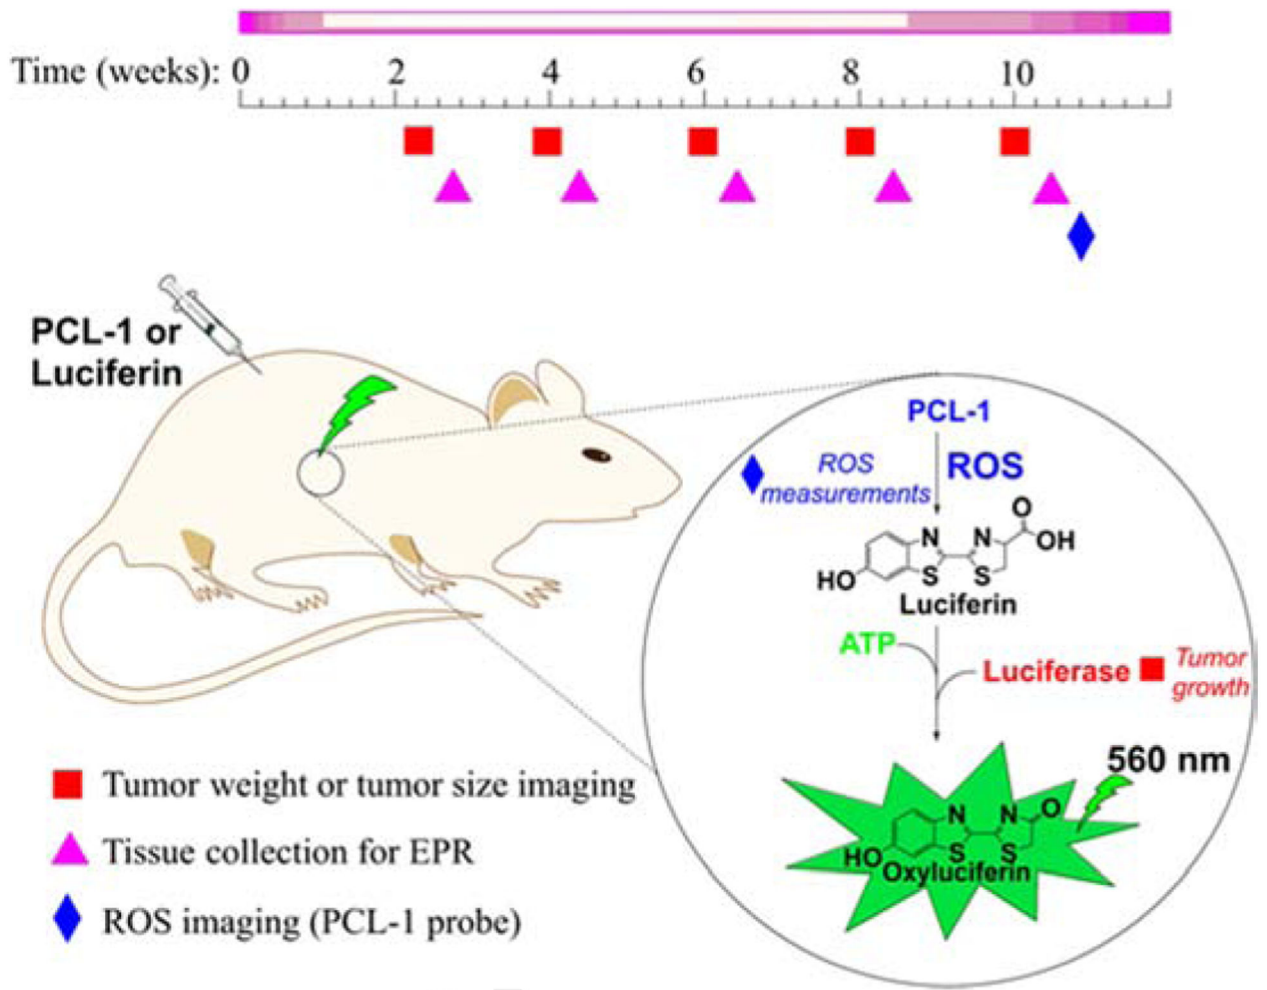 Time (weeks): 0 2 4 6 8 10
PCL-1 or
Luciferin
PCL-1
ROS
measurements
ROS
N
N
O
OH
HO
S
S
Luciferin
ATP
Luciferase
Tumor
growth
560 nm
N
N
O
HO
S
S
Oxyluciferin
Tumor weight or tumor size imaging
Tissue collection for EPR
ROS imaging (PCL-1 probe)